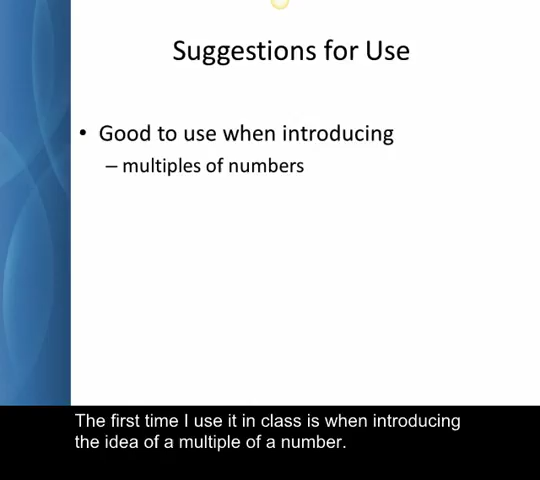 Suggestions for Use
• Good to use when introducing
– multiples of numbers
The first time I use it in class is when introducing
the idea of a multiple of a number.